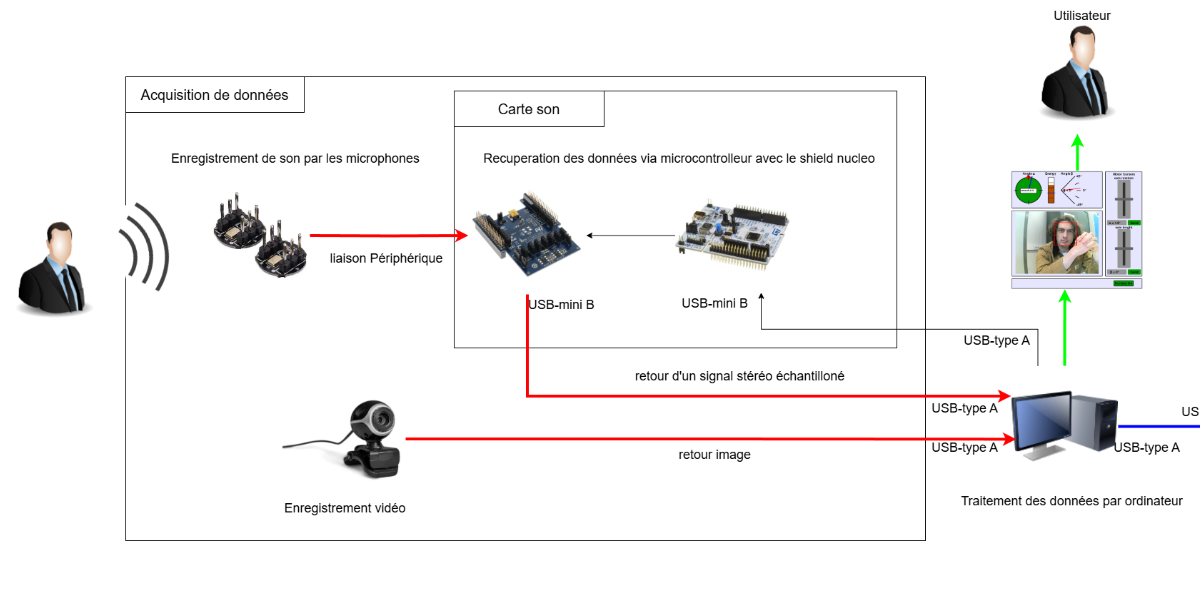 Utilisateur
Acquisition de données
Carte son
Enregistrement de son par les microphones
Recuperation des données via microcontrolleur avec le shield nucleo
liaison Périphérique
USB-mini B
USB-mini B
USB-type A
retour d'un signal stéréo échantilloné
USB-type A
US
USB-type A
USB-type A
retour image
Enregistrement vidéo
Traitement des données par ordinateur